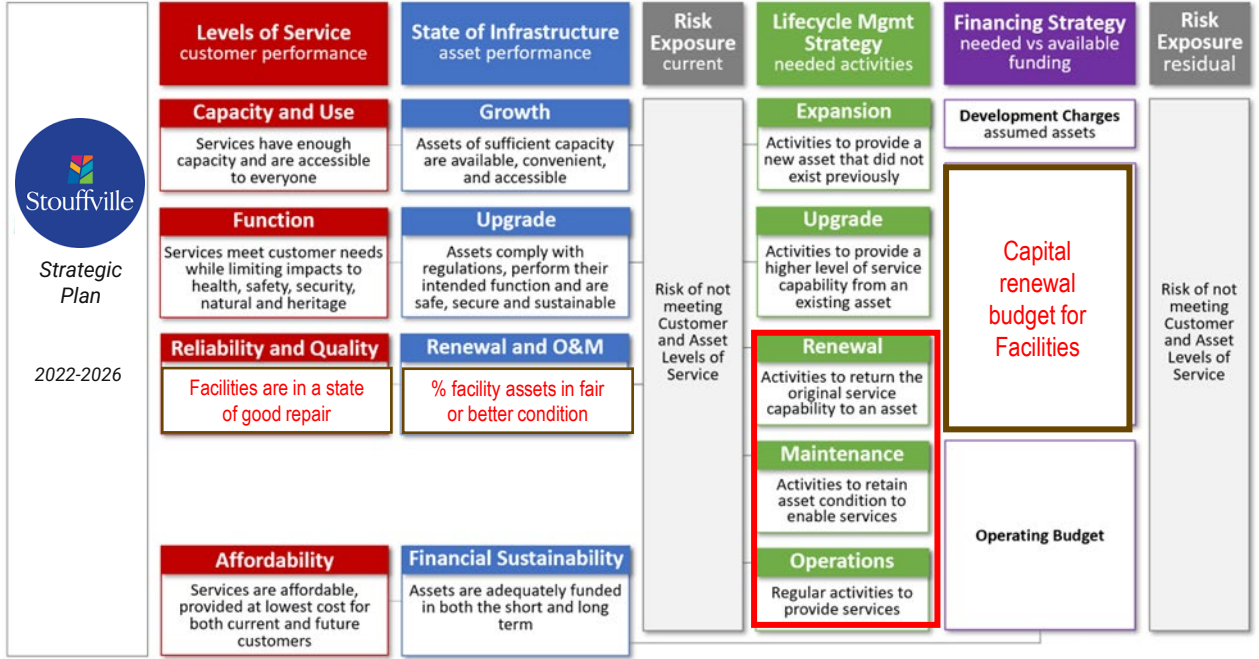 Stouffville
Strategic
Plan
2022-2026
Levels of Service
customer performance
Capacity and Use
Services have enough
capacity and are accessible
to everyone
Function
Services meet customer needs
while limiting impacts to
health, safety, security,
natural and heritage
Reliability and Quality
Facilities are in a state
of good repair
Affordability
Services are affordable,
provided at lowest cost for
both current and future
customers
State of Infrastructure
asset performance
Growth
Assets of sufficient capacity
are available, convenient,
and accessible
Upgrade
Assets comply with
regulations, perform their
intended function and are
safe, secure and sustainable
Renewal and O&M
% facility assets in fair
or better condition
Financial Sustainability
Assets are adequately funded
in both the short and long
term
Risk
Exposure
current
Risk of not
meeting
Customer
and Asset
Levels of
Service
Lifecycle Mgmt
Strategy
needed activities
Expansion
Activities to provide a
new asset that did not
exist previously
Upgrade
Activities to provide a
higher level of service
capability from an
existing asset
Renewal
Activities to return the
original service
capability to an asset
Maintenance
Activities to retain
asset condition to
enable services
Operations
Regular activities to
provide services
Financing Strategy
needed vs available
funding
Development Charges
assumed assets
Capital
renewal
budget for
Facilities
Operating Budget
Risk
Exposure
residual
Risk of not
meeting
Customer
and Asset
Levels of
Service